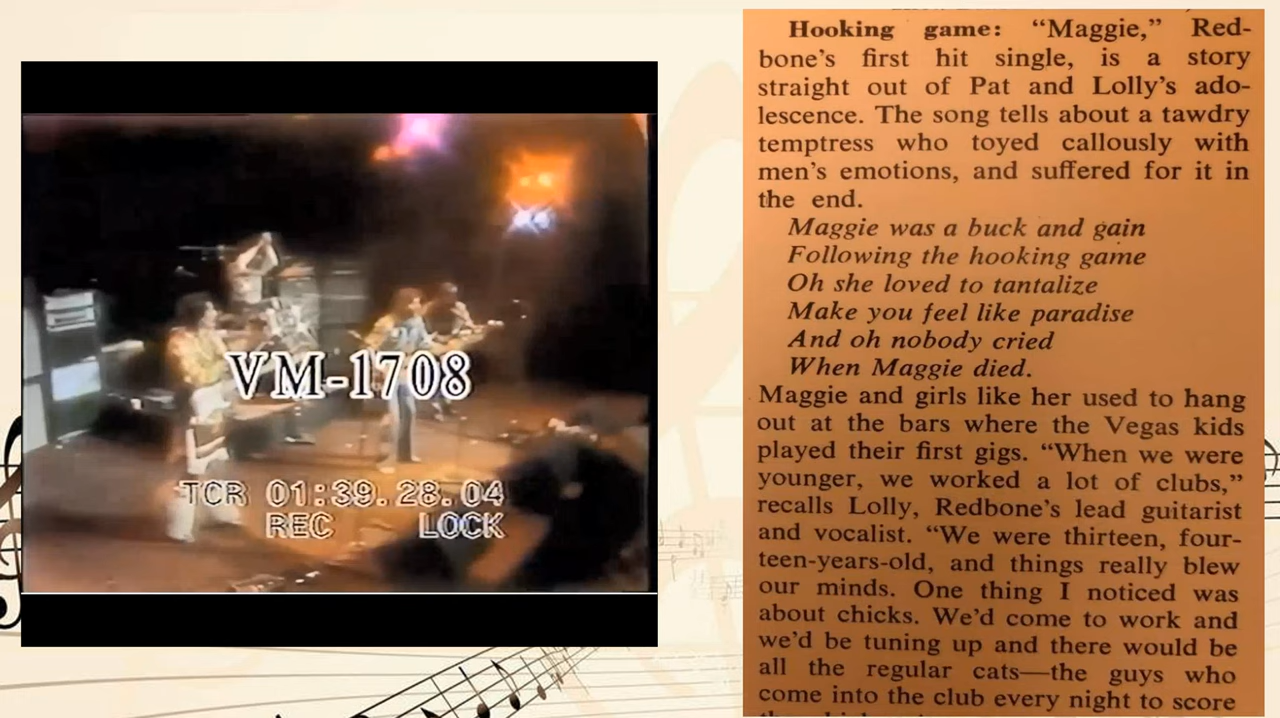 VM-1708
TCR 01:39.28.04
REC LOCK
Hooking game: “Maggie,” Red-
bone’s first hit single, is a story
straight out of Pat and Lolly’s ado-
lescence. The song tells about a tawdry
temptress who toyed callously with
men’s emotions, and suffered for it in
the end.
Maggie was a buck and gain
Following the hooking game
Oh she loved to tantalize
Make you feel like paradise
And oh nobody cried
When Maggie died.
Maggie and girls like her used to hang
out at the bars where the Vegas kids
played their first gigs. “When we were
younger, we worked a lot of clubs,”
recalls Lolly, Redbone’s lead guitarist
and vocalist. “We were thirteen, four-
teen-years-old, and things really blew
our minds. One thing I noticed was
about chicks. We’d come to work and
we’d be tuning up and there would be
all the regular cats—the guys who
come into the club every night to score